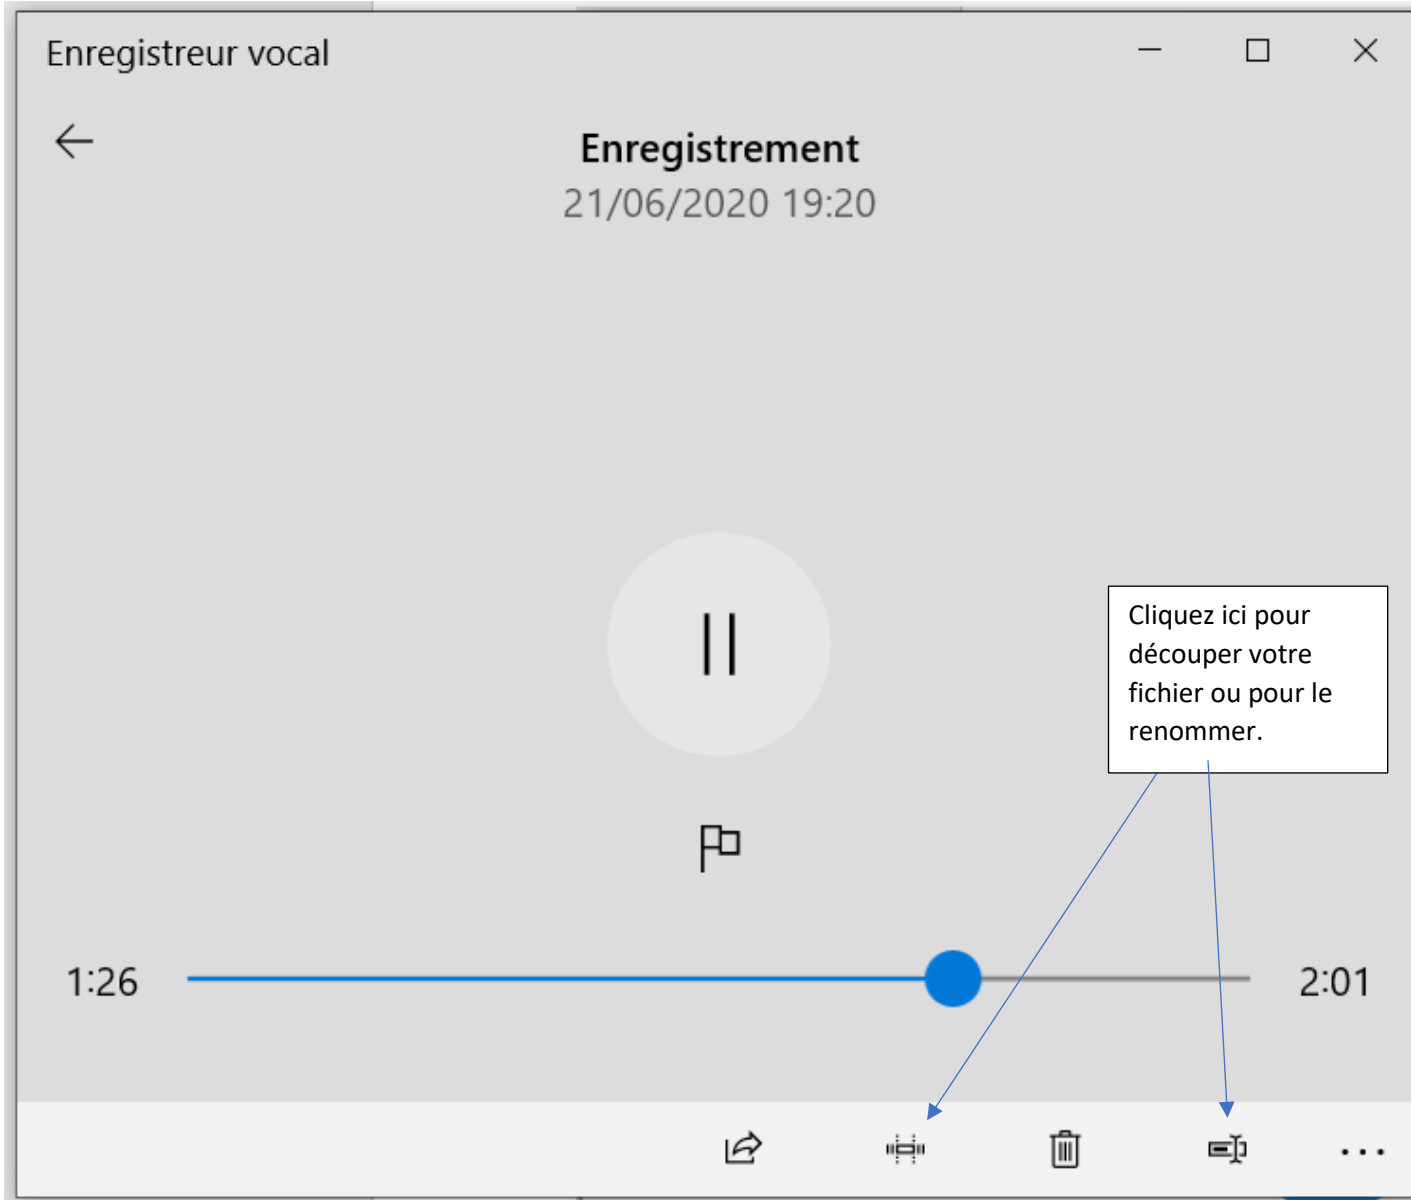 Enregistreur vocal
Enregistrement
21/06/2020 19:20
Cliquez ici pour
découper votre
fichier ou pour le
renommer.
1:26
2:01